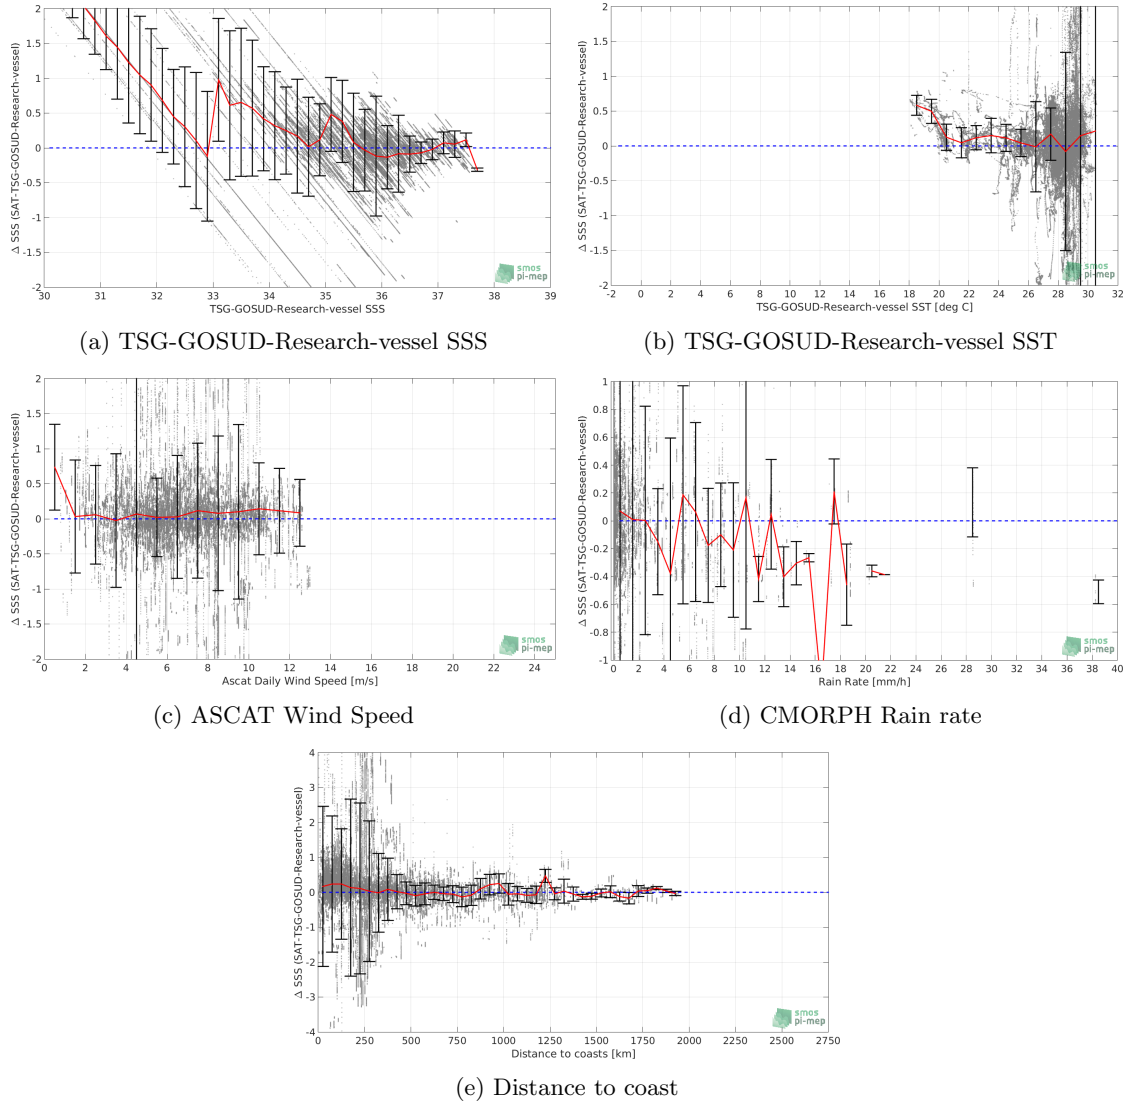 Δ SSS (SAT-TSG-GOSUD-Research-vessel)
2
1.5
1
0.5
0
-0.5
-1
-1.5
-2
30 31 32 33 34 35 36 37 38 39
TSG-GOSUD-Research-vessel SSS
smos
pi-mep
(a) TSG-GOSUD-Research-vessel SSS
Δ SSS (SAT-TSG-GOSUD-Research-vessel)
2
1.5
1
0.5
0
-0.5
-1
-1.5
-2
-2 0 2 4 6 8 10 12 14 16 18 20 22 24 26 28 30 32
TSG-GOSUD-Research-vessel SST [deg C]
smos
pi-mep
(b) TSG-GOSUD-Research-vessel SST
Δ SSS (SAT-TSG-GOSUD-Research-vessel)
2
1.5
1
0.5
0
-0.5
-1
-1.5
-2
0 2 4 6 8 10 12 14 16 18 20 22 24
Ascat Daily Wind Speed [m/s]
smos
pi-mep
(c) ASCAT Wind Speed
Δ SSS (SAT-TSG-GOSUD-Research-vessel)
1
0.8
0.6
0.4
0.2
0
-0.2
-0.4
-0.6
-0.8
-1
0 2 4 6 8 10 12 14 16 18 20 22 24 26 28 30 32 34 36 38 40
Rain Rate [mm/h]
smos
pi-mep
(d) CMORPH Rain rate
Δ SSS (SAT-TSG-GOSUD-Research-vessel)
4
3
2
1
0
-1
-2
-3
-4
0 250 500 750 1000 1250 1500 1750 2000 2250 2500 2750
Distance to coasts [km]
smos
pi-mep
(e) Distance to coast